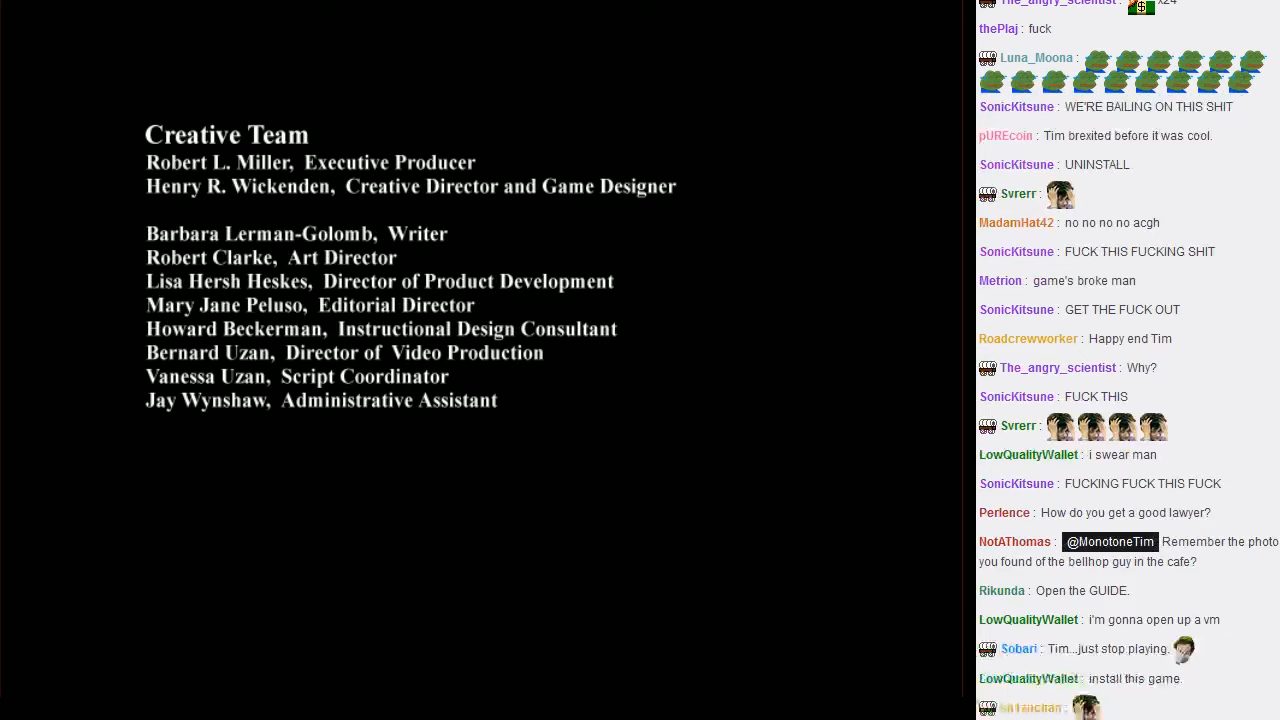 Creative Team
Robert L. Miller, Executive Producer
Henry R. Wickenden, Creative Director and Game Designer
Barbara Lerman-Golomb, Writer
Robert Clarke, Art Director
Lisa Hersh Heskes, Director of Product Development
Mary Jane Peluso, Editorial Director
Howard Beckerman, Instructional Design Consultant
Bernard Uzan, Director of Video Production
Vanessa Uzan, Script Coordinator
Jay Wynshaw, Administrative Assistant
The_angry_scientist : x24
thePlaj : fuck
Luna_Moona :
SonicKitsune : WE'RE BAILING ON THIS SHIT
pUREcoin : Tim brexited before it was cool.
SonicKitsune : UNINSTALL
Svrerr :
MadamHat42 : no no no no acgh
SonicKitsune : FUCK THIS FUCKING SHIT
Metrion : game's broke man
SonicKitsune : GET THE FUCK OUT
Roadcrewworker : Happy end Tim
The_angry_scientist : Why?
SonicKitsune : FUCK THIS
Svrerr :
LowQualityWallet : i swear man
SonicKitsune : FUCKING FUCK THIS FUCK
Perlence : How do you get a good lawyer?
NotAThomas : @MonotoneTim Remember the photo
you found of the bellhop guy in the cafe?
Rikunda : Open the GUIDE.
LowQualityWallet : i'm gonna open up a vm
Sobari : Tim...just stop playing.
LowQualityWallet : install this game.